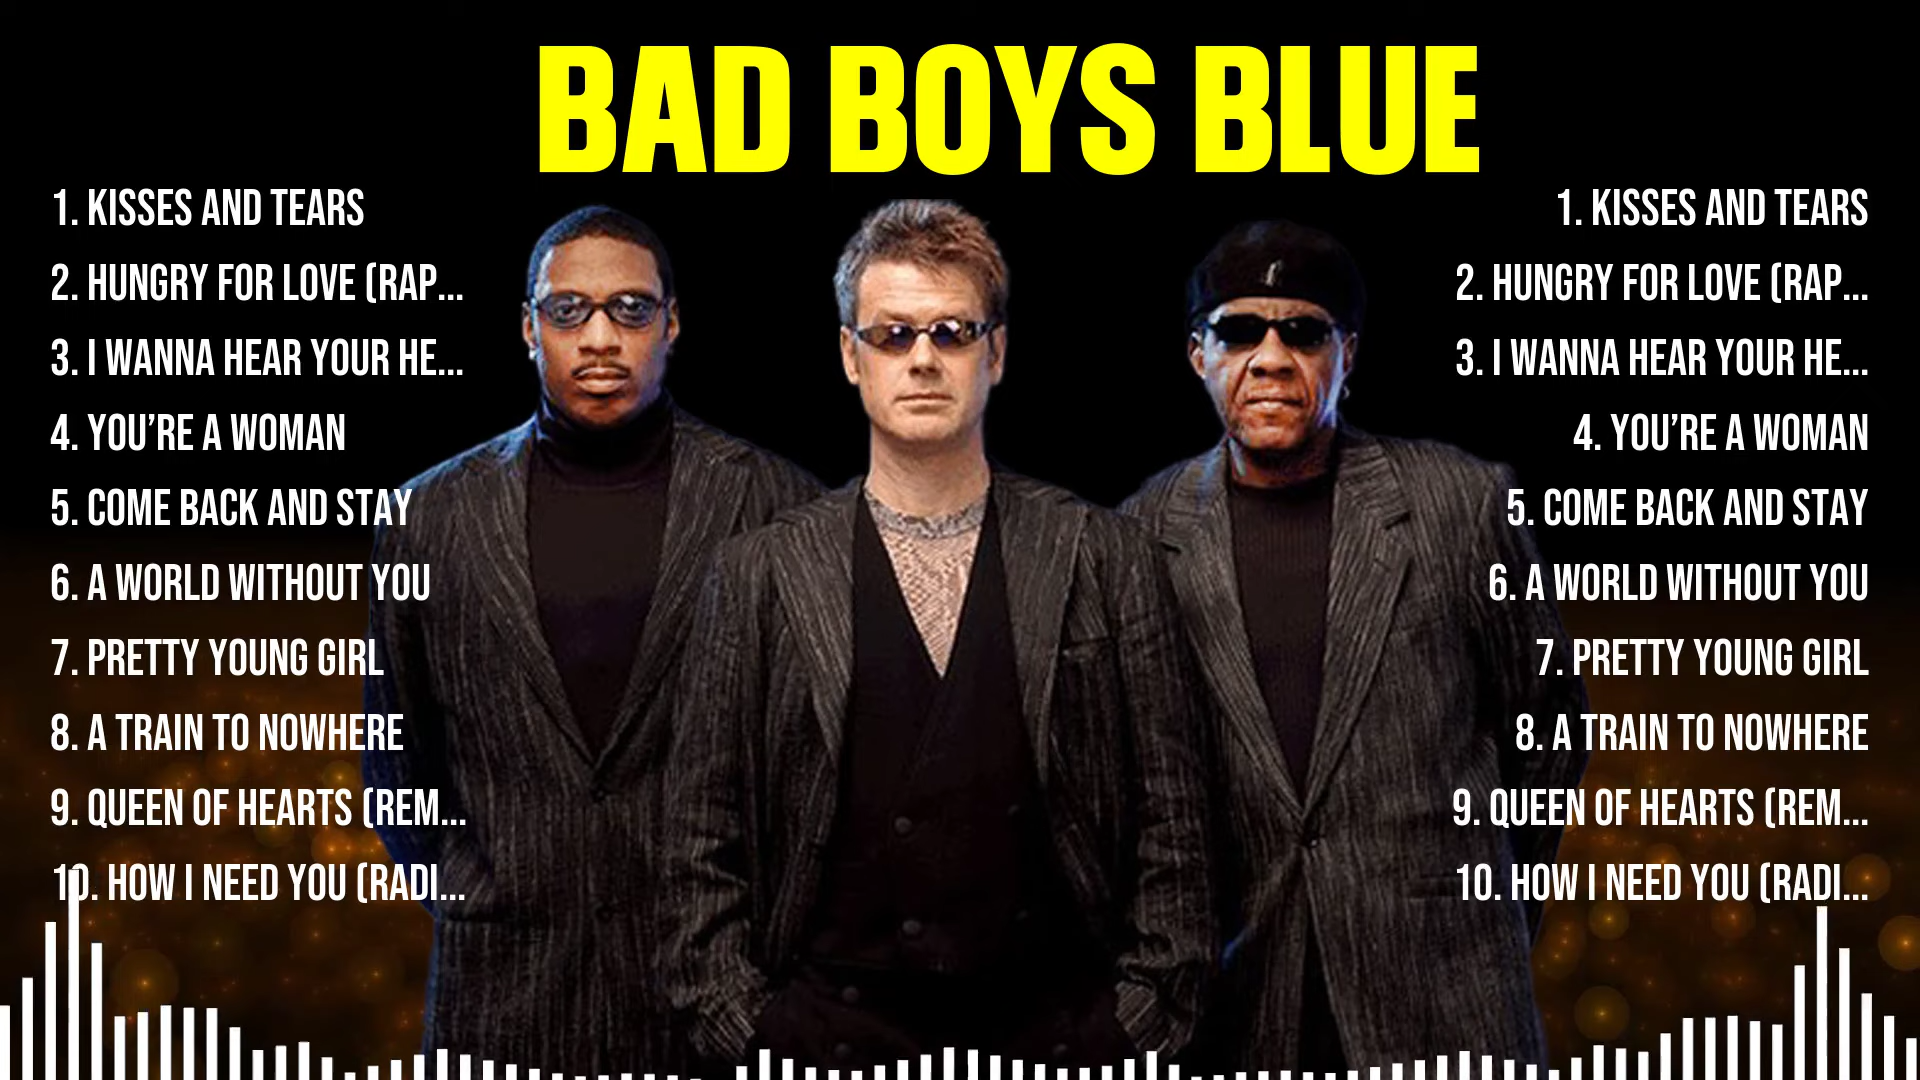 BAD BOYS BLUE
1. KISSES AND TEARS
2. HUNGRY FOR LOVE (RAP...
3. I WANNA HEAR YOUR HE...
4. YOU’RE A WOMAN
5. COME BACK AND STAY
6. A WORLD WITHOUT YOU
7. PRETTY YOUNG GIRL
8. A TRAIN TO NOWHERE
9. QUEEN OF HEARTS (REM...
10. HOW I NEED YOU (RADI...
1. KISSES AND TEARS
2. HUNGRY FOR LOVE (RAP...
3. I WANNA HEAR YOUR HE...
4. YOU’RE A WOMAN
5. COME BACK AND STAY
6. A WORLD WITHOUT YOU
7. PRETTY YOUNG GIRL
8. A TRAIN TO NOWHERE
9. QUEEN OF HEARTS (REM...
10. HOW I NEED YOU (RADI...